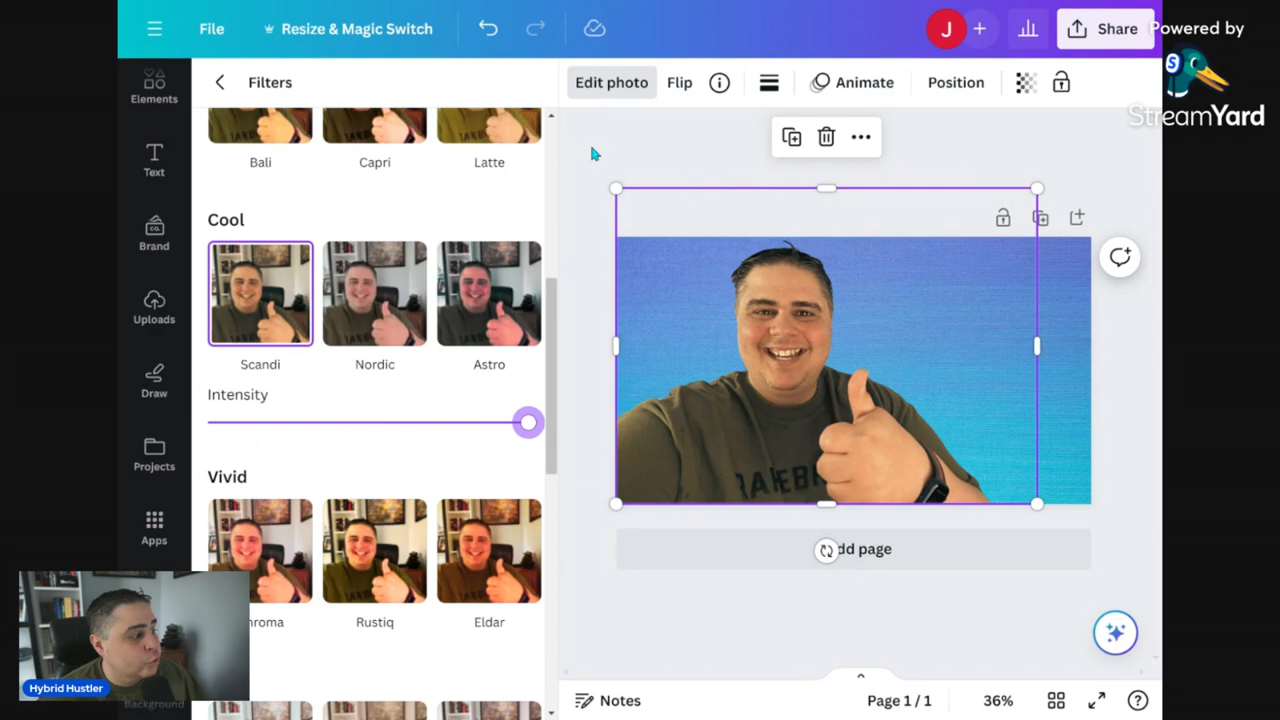 File
Resize & Magic Switch
J
Share
Powered by
StreamYard
Elements
Text
Brand
Uploads
Draw
Projects
Apps
Background
Filters
Edit photo
Flip
Animate
Position
Bali
Capri
Latte
Cool
Scandi
Nordic
Astro
Intensity
Vivid
roma
Rustiq
Eldar
dd page
Hybrid Hustler
Notes
Page 1 / 1
36%